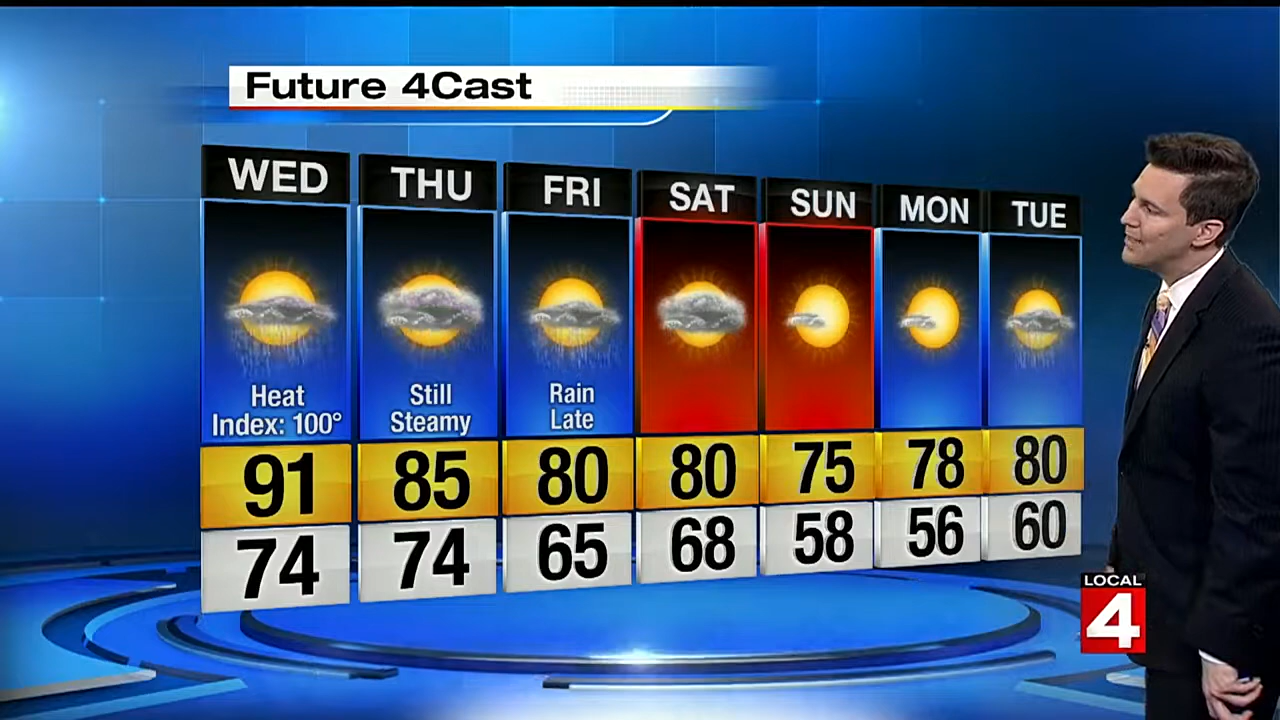 Future 4Cast
WED THU FRI SAT SUN MON TUE
Heat
Index: 100°
Still
Steamy
Rain
Late
91 85 80 80 75 78 80
74 74 65 68 58 56 60
LOCAL
4